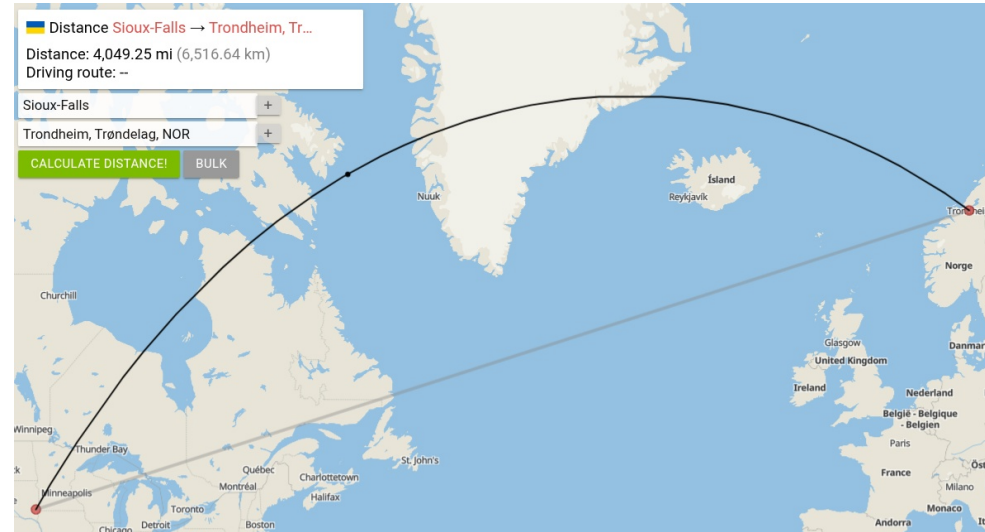 Distance Sioux-Falls → Trondheim, Tr...
Distance: 4,049.25 mi (6,516.64 km)
Driving route: --
Sioux-Falls +
Trondheim, Trøndelag, NOR +
CALCULATE DISTANCE! BULK
Ísland
Reykjavík
Nuuk
Norge
Churchill
Glasgow
United Kingdom
Danmar
Ireland
Nederland
België - Belgique
- Belgien
Winnipeg
Thunder Bay
Paris
St. John's
Québec
France
Öst
Charlottetown
Minneapolis
Montréal
Milano
Halifax
Toronto
Monaco
Chicago
Detroit
Boston
Andorra